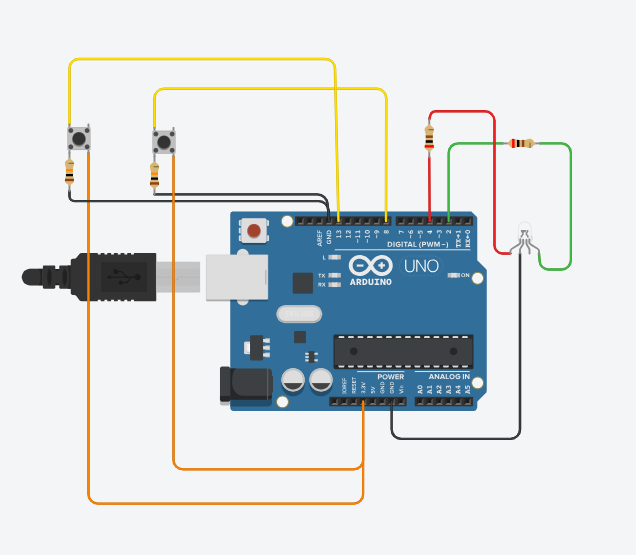 AREF
GND
13
12
~11
~10
~9
8
7
~6
~5
4
~3
2
TX→1
RX←0
DIGITAL (PWM~)
L
TX
RX
UNO
ON
ARDUINO
POWER
ANALOG IN
IOREF
RESET
3.3V
5V
GND
GND
Vin
A0
A1
A2
A3
A4
A5